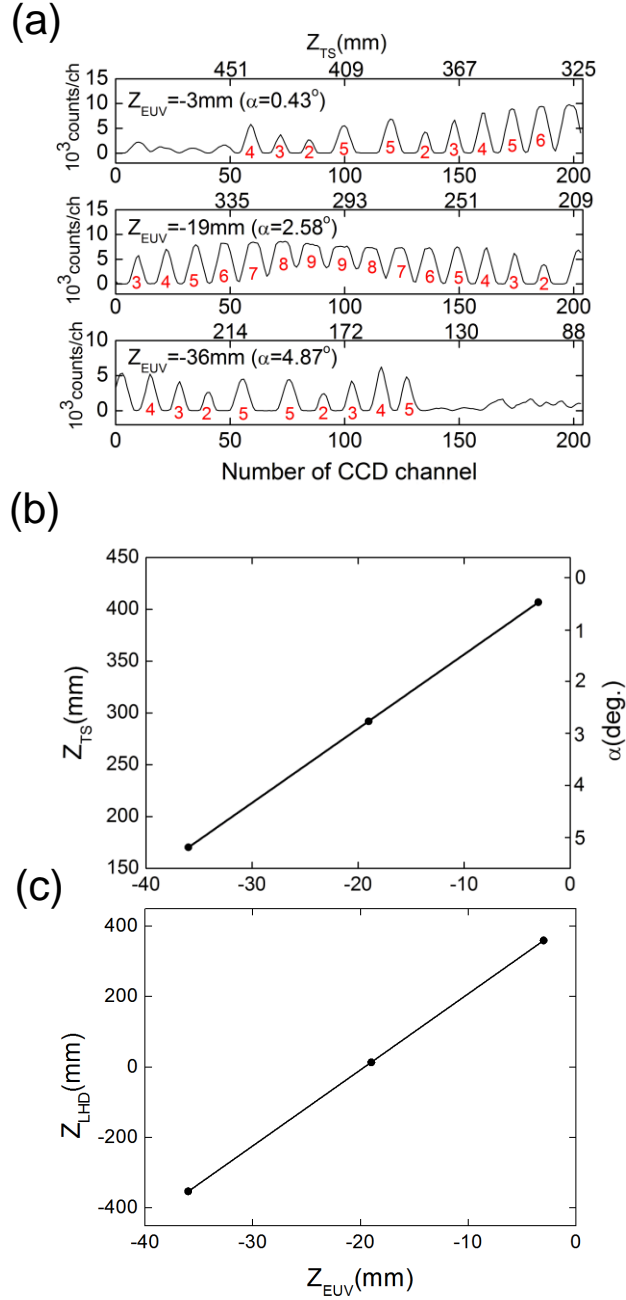 (a)
Z_TS(mm)
451 409 367 325
10³counts/ch
15
10
5
0
Z_EUV=-3mm (α=0.43°)
4 3 2 5 5 2 3 4 5 6
0 50 100 150 200
335 293 251 209
10³counts/ch
15
10
5
0
Z_EUV=-19mm (α=2.58°)
3 4 5 6 7 8 9 9 8 7 6 5 4 3 2
0 50 100 150 200
214 172 130 88
10³counts/ch
10
5
0
Z_EUV=-36mm (α=4.87°)
4 3 2 5 5 2 3 4 5
0 50 100 150 200
Number of CCD channel
(b)
Z_TS(mm)
450
400
350
300
250
200
150
0
1
2
3
4
5
α(deg.)
-40 -30 -20 -10 0
(c)
Z_LHD(mm)
400
200
0
-200
-400
-40 -30 -20 -10 0
Z_EUV(mm)